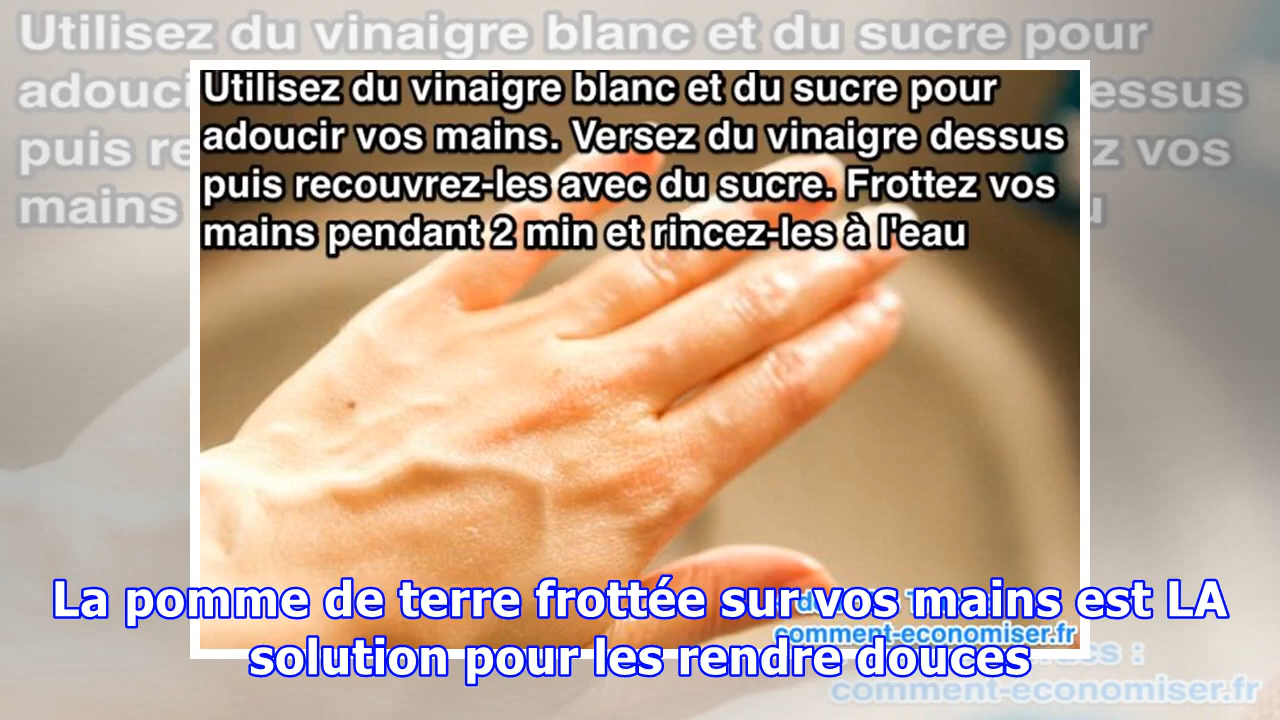 Utilisez du vinaigre blanc et du sucre pour
adoucir vos mains. Versez du vinaigre dessus
puis recouvrez-les avec du sucre. Frottez vos
mains pendant 2 min et rincez-les à l'eau
comment-economiser.fr
La pomme de terre frottée sur vos mains est LA
solution pour les rendre douces
comment-economiser.fr